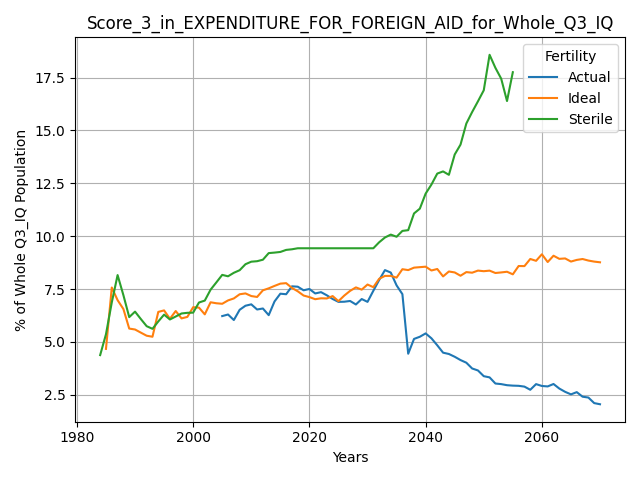 Score_3_in_EXPENDITURE_FOR_FOREIGN_AID_for_Whole_Q3_IQ
Fertility
Actual
Ideal
Sterile
% of Whole Q3_IQ Population
17.5
15.0
12.5
10.0
7.5
5.0
2.5
1980 2000 2020 2040 2060
Years